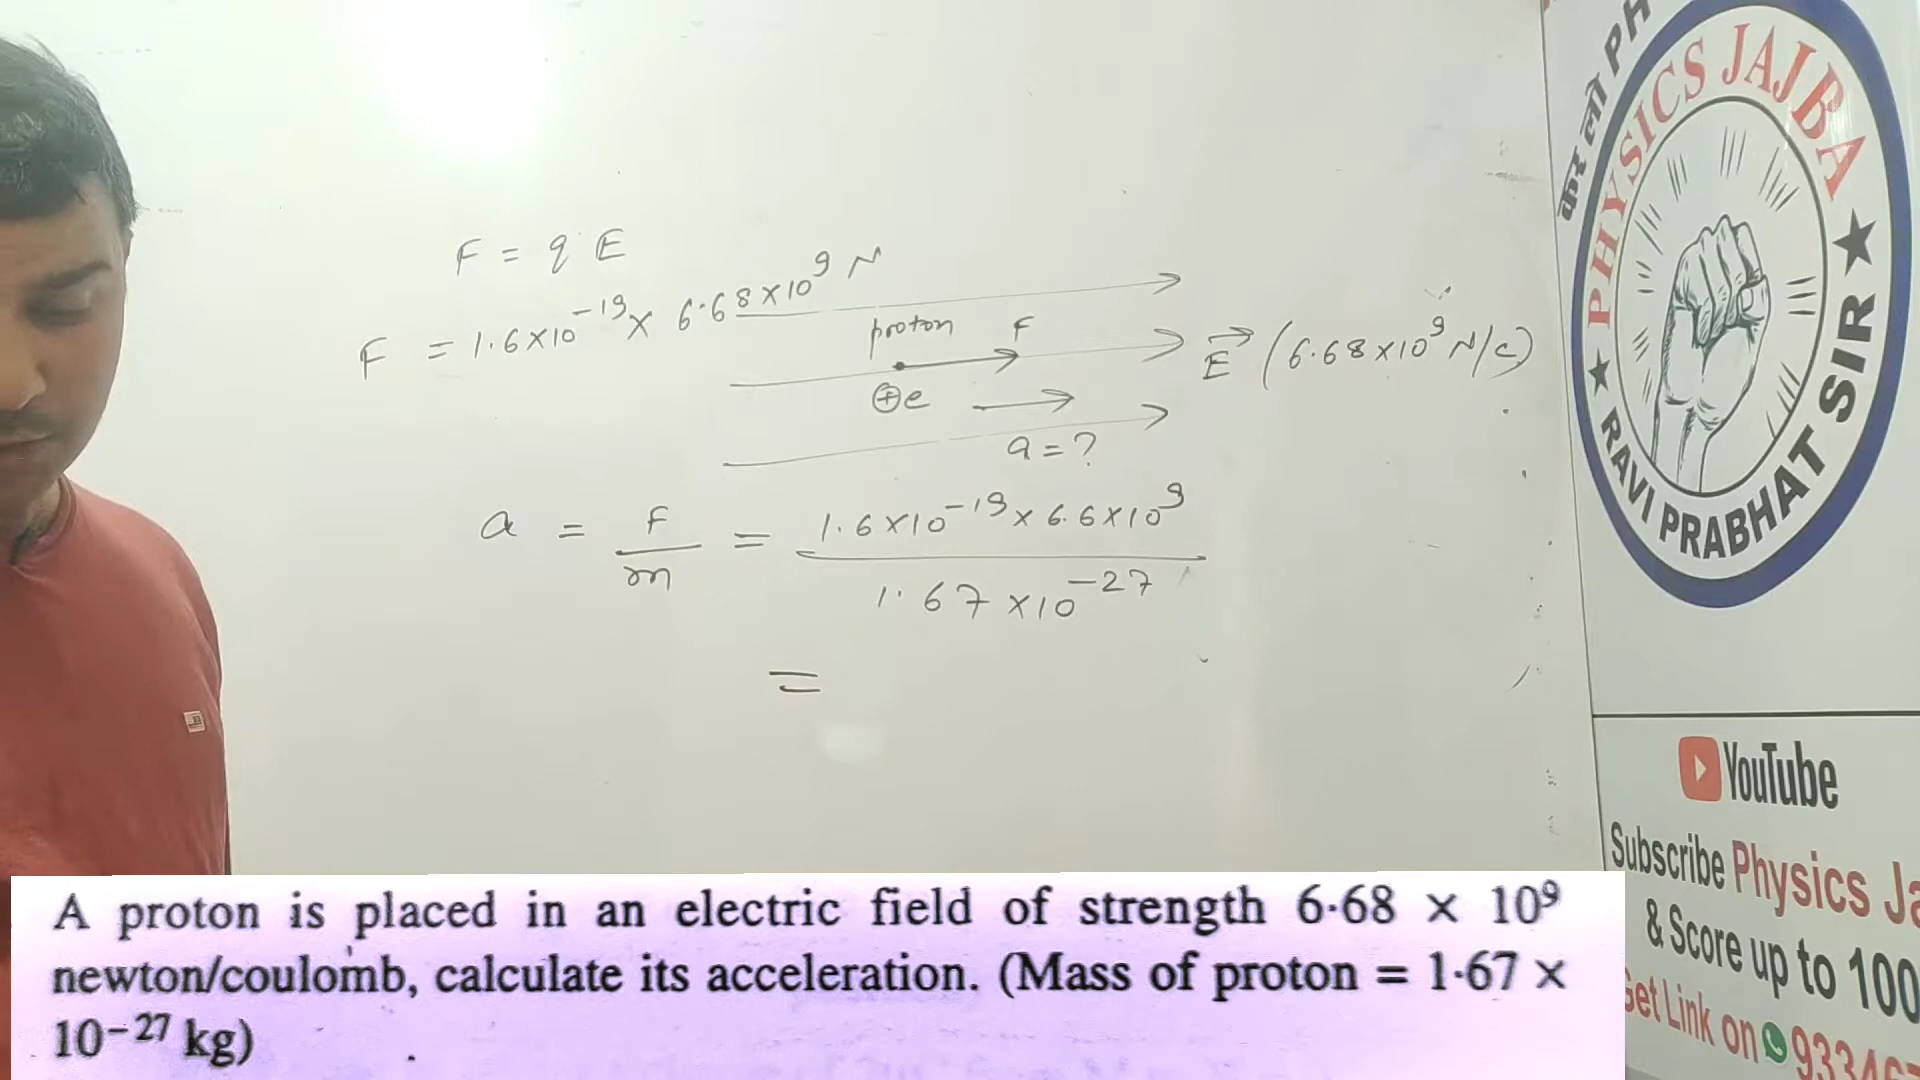 F = q E
F = 1.6×10⁻¹⁹ × 6.68×10⁹ N
proton F
⊕e
a = ?
E⃗ (6.68×10⁹ N/C)
a = F/m = 1.6×10⁻¹⁹ × 6.6×10⁹ / 1.67×10⁻²⁷
=
करलो PH
PHYSICS JAJBA
★ RAVI PRABHAT SIR ★
YouTube
Subscribe Physics Ja
& Score up to 100
Get Link on 93346
A proton is placed in an electric field of strength 6·68 × 10⁹
newton/coulomb, calculate its acceleration. (Mass of proton = 1·67 ×
10⁻²⁷ kg)